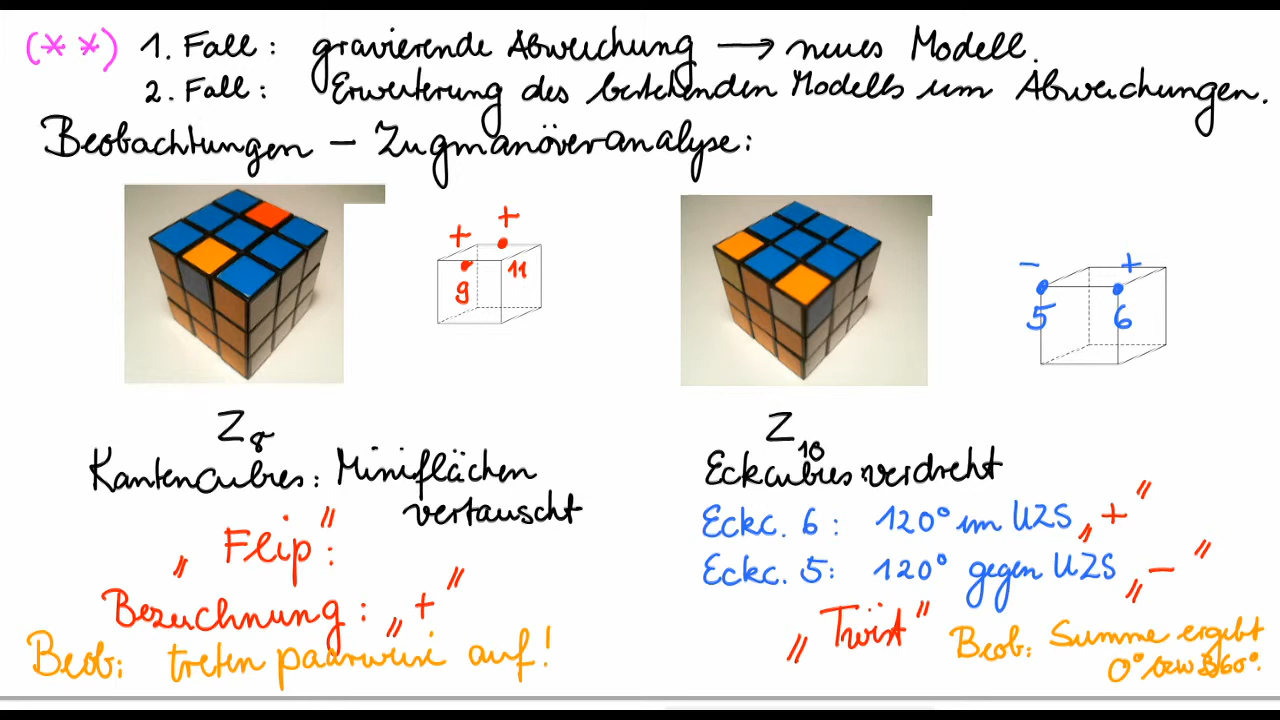 (**) 1. Fall: gravierende Abweichung → neues Modell.
2. Fall: Erweiterung des bestehenden Modells um Abweichungen.
Beobachtungen – Zugmanöveranalyse:
+ +
9 11
- +
5 6
Z8
Kantencubies: Miniflächen
vertauscht
„Flip":
Bezeichnung: „+"
Beob: treten paarweise auf!
Z10
Eckcubies: verdreht
Eckc. 6: 120° im UZS „+"
Eckc. 5: 120° gegen UZS „−"
„Twist"
Beob: Summe ergibt
0° bzw 360°.